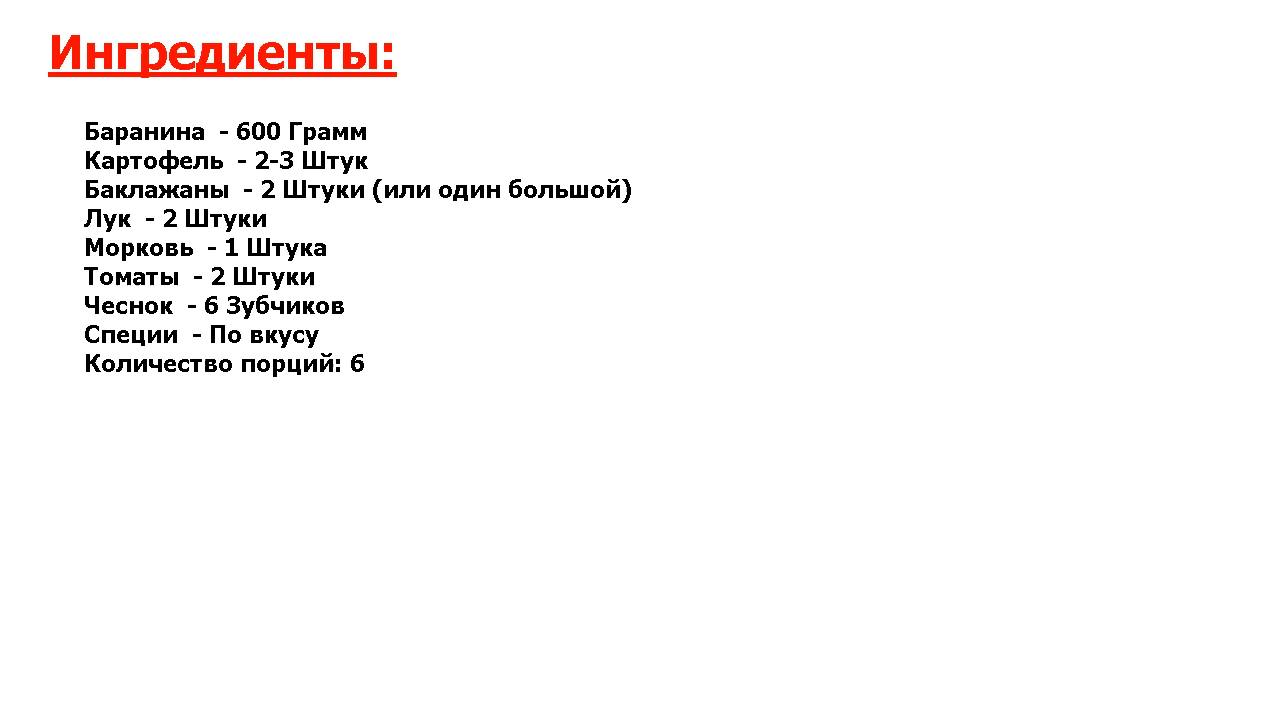 Ингредиенты:
Баранина  - 600 Грамм
Картофель  - 2-3 Штук
Баклажаны  - 2 Штуки (или один большой)
Лук  - 2 Штуки
Морковь  - 1 Штука
Томаты  - 2 Штуки
Чеснок  - 6 Зубчиков
Специи  - По вкусу
Количество порций: 6